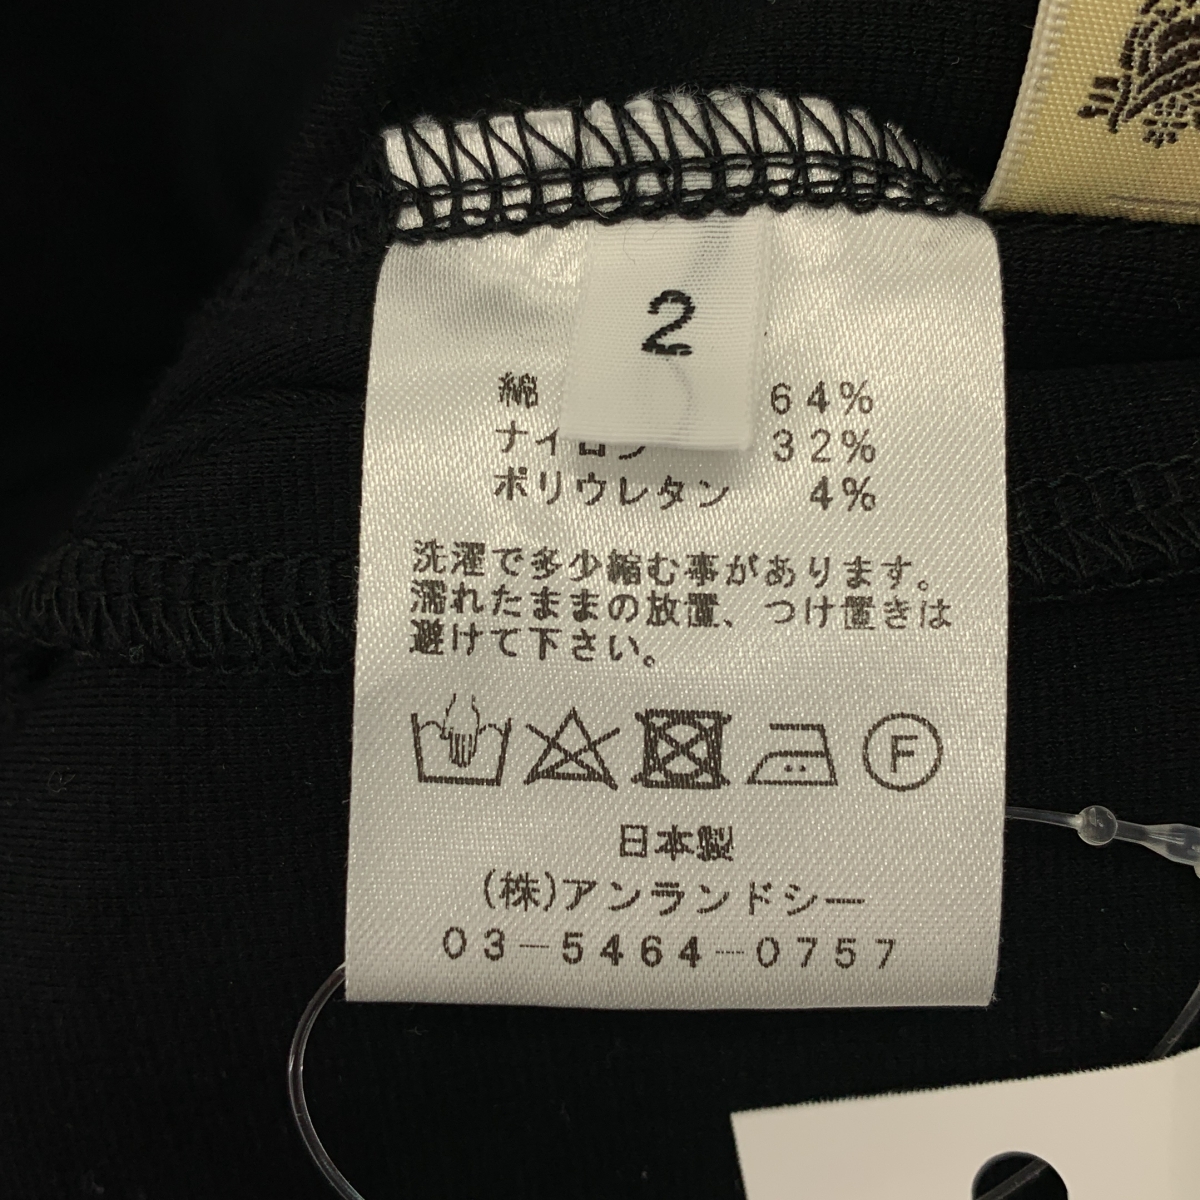 2
綿 64%
ナイロン 32%
ポリウレタン 4%
洗濯で多少縮む事があります。
濡れたままの放置、つけ置きは
避けて下さい。
F
日本製
(株)アンランドシー
03-5464-0757